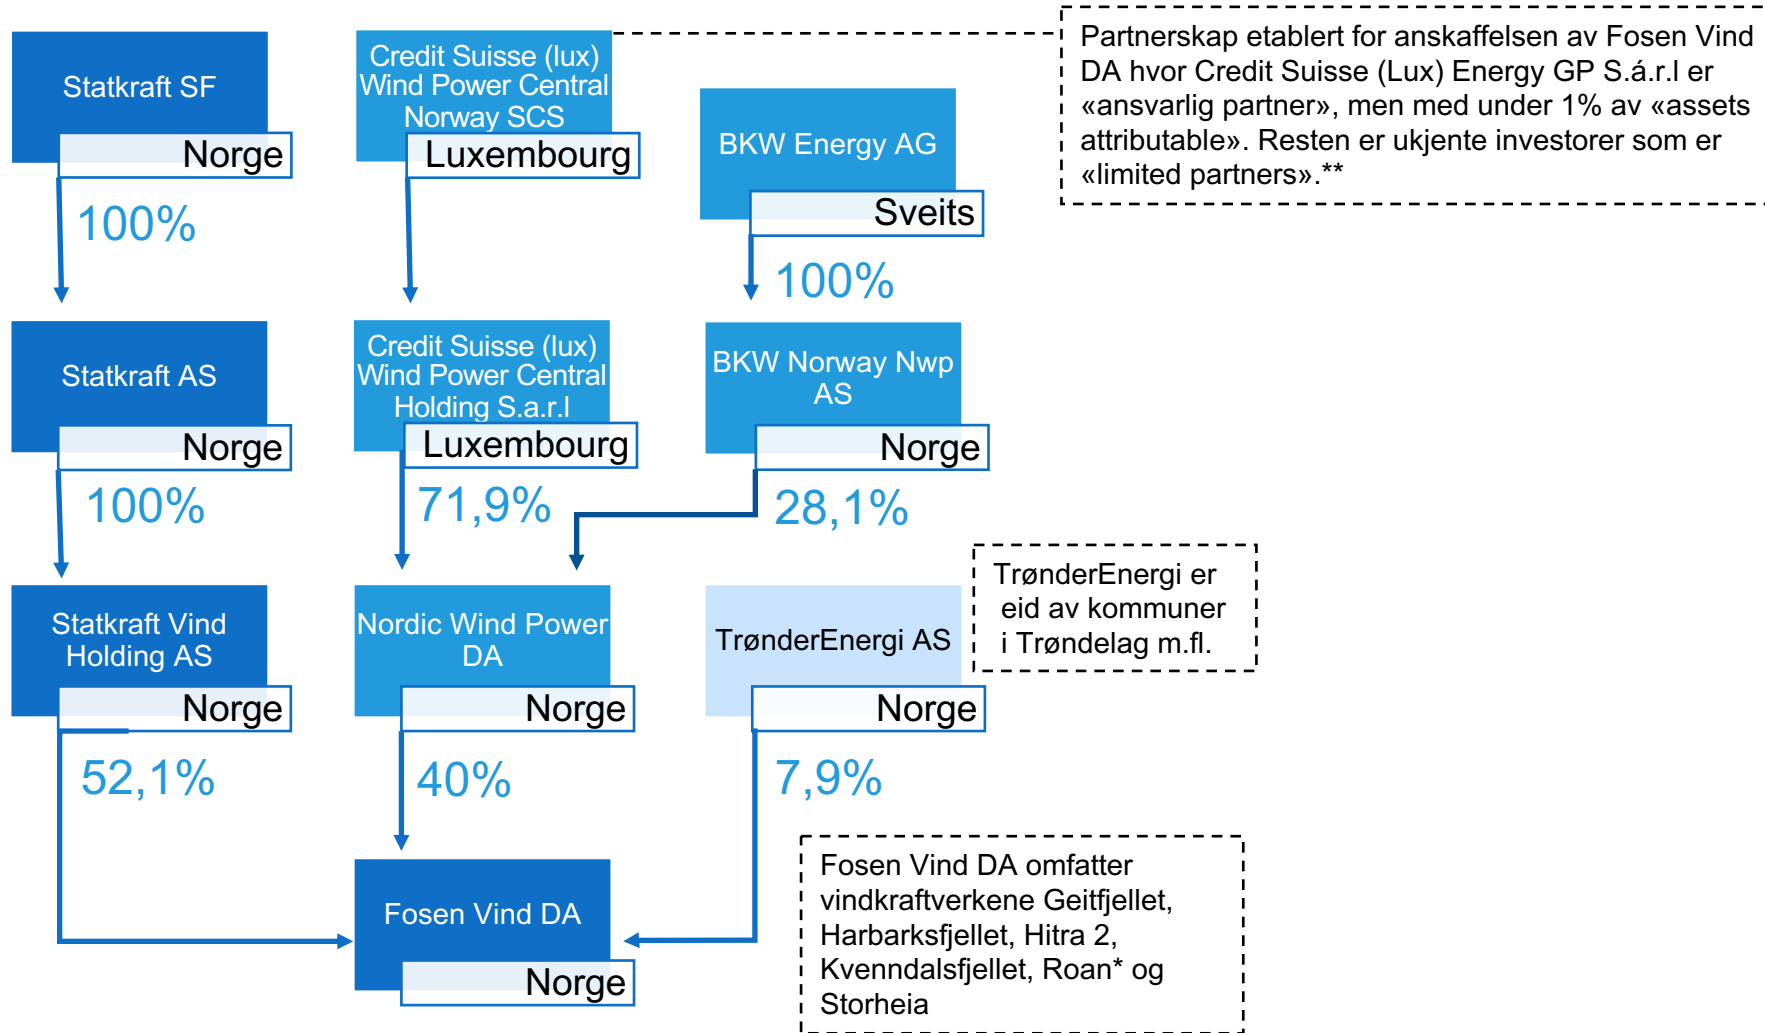 Statkraft SF
Norge
100%
Credit Suisse (lux)
Wind Power Central
Norway SCS
Luxembourg
BKW Energy AG
Sveits
100%
Partnerskap etablert for anskaffelsen av Fosen Vind
DA hvor Credit Suisse (Lux) Energy GP S.á.r.l er
«ansvarlig partner», men med under 1% av «assets
attributable». Resten er ukjente investorer som er
«limited partners».**
Statkraft AS
Norge
100%
Credit Suisse (lux)
Wind Power Central
Holding S.a.r.l
Luxembourg
71,9%
BKW Norway Nwp
AS
Norge
28,1%
Statkraft Vind
Holding AS
Norge
52,1%
Nordic Wind Power
DA
Norge
40%
TrønderEnergi AS
Norge
7,9%
TrønderEnergi er
eid av kommuner
i Trøndelag m.fl.
Fosen Vind DA
Norge
Fosen Vind DA omfatter
vindkraftverkene Geitfjellet,
Harbarksfjellet, Hitra 2,
Kvenndalsfjellet, Roan* og
Storheia